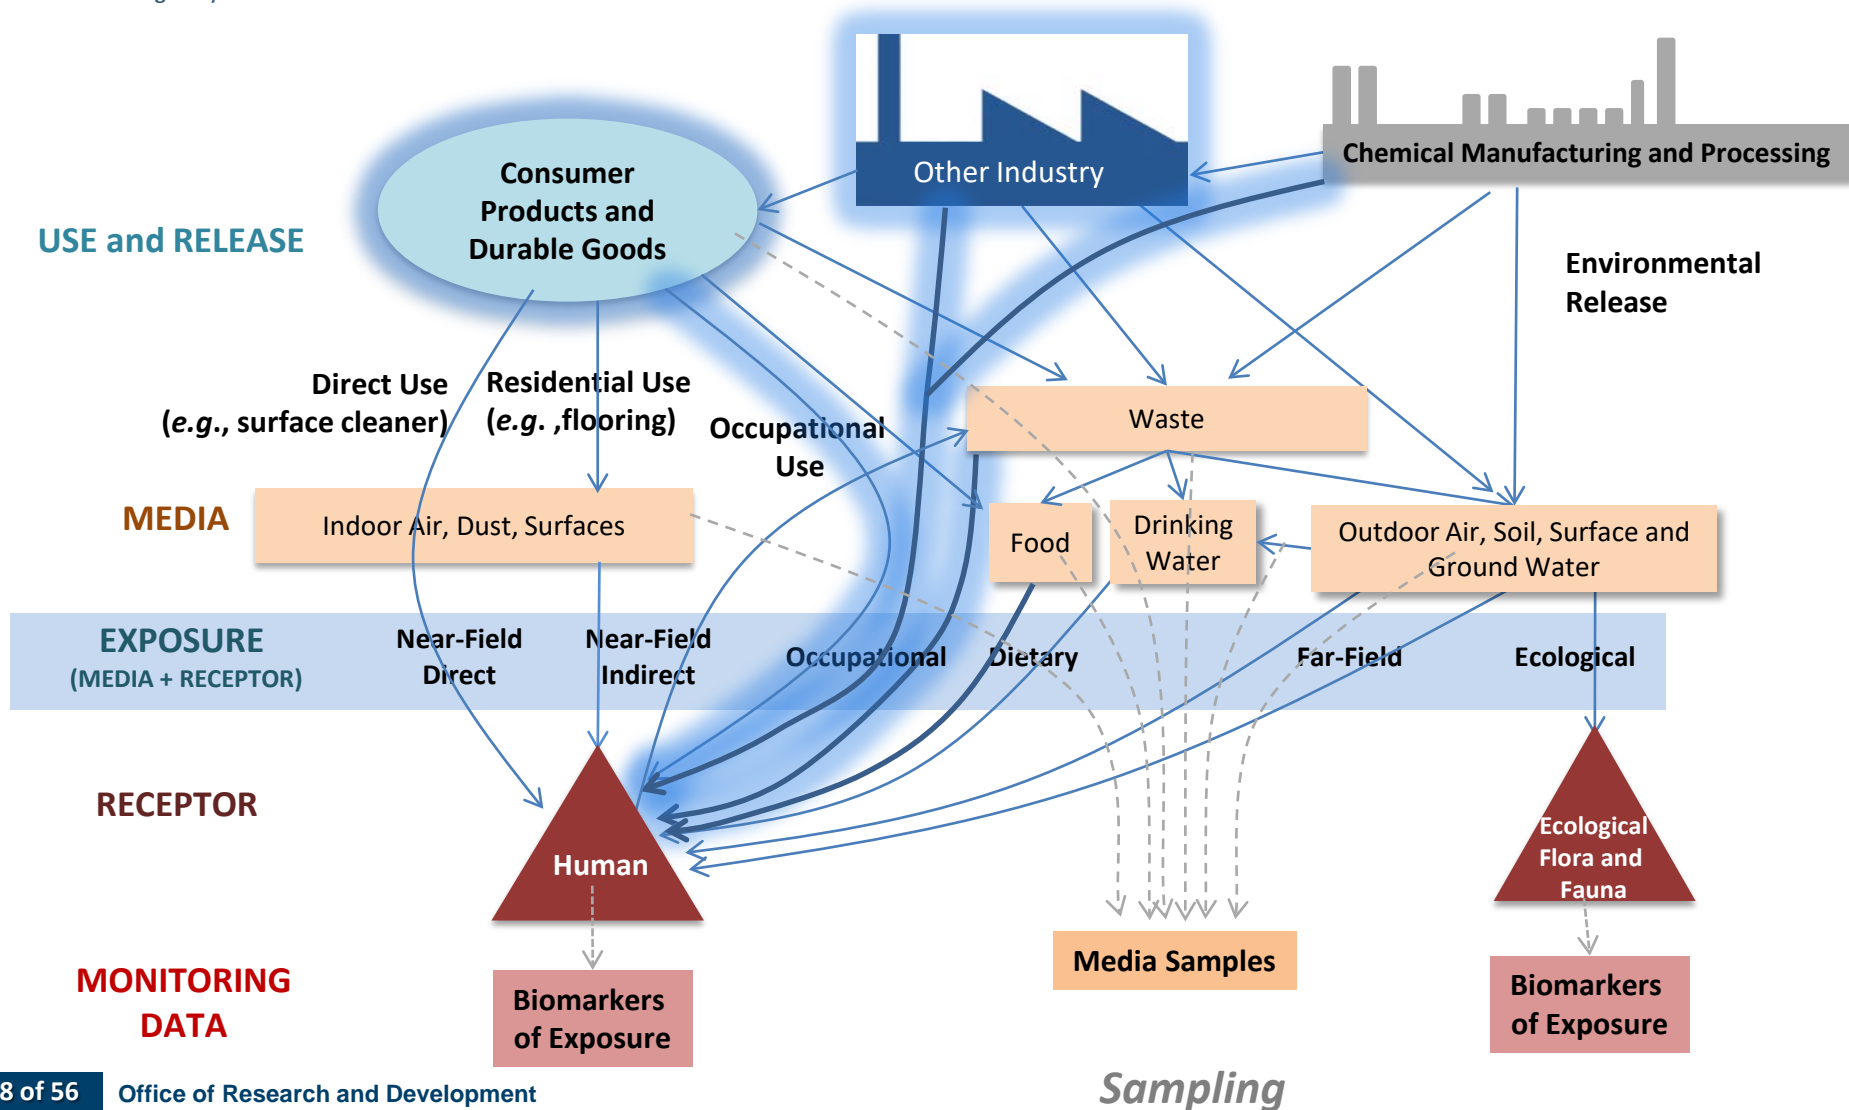 Other Industry
Chemical Manufacturing and Processing
Consumer
Products and
Durable Goods
USE and RELEASE
Environmental
Release
Direct Use
(e.g., surface cleaner)
Residential Use
(e.g. ,flooring)
Occupational
Use
Waste
MEDIA
Indoor Air, Dust, Surfaces
Food
Drinking
Water
Outdoor Air, Soil, Surface and
Ground Water
EXPOSURE
(MEDIA + RECEPTOR)
Near-Field
Direct
Near-Field
Indirect
Occupational
Dietary
Far-Field
Ecological
RECEPTOR
Human
Ecological
Flora and
Fauna
MONITORING
DATA
Biomarkers
of Exposure
Media Samples
Biomarkers
of Exposure
8 of 56
Office of Research and Development
Sampling